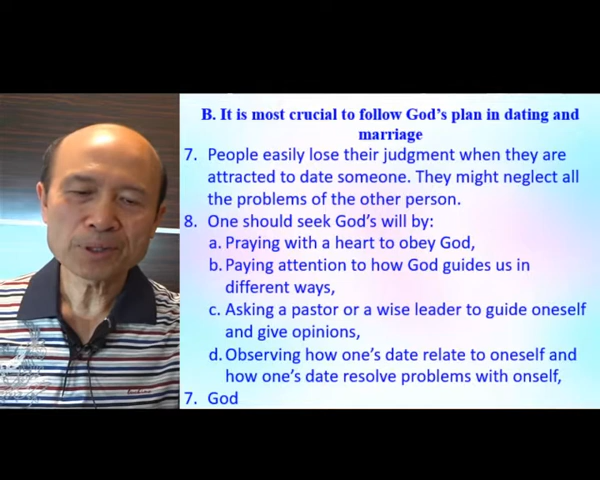 B. It is most crucial to follow God's plan in dating and
marriage
7. People easily lose their judgment when they are
attracted to date someone. They might neglect all
the problems of the other person.
8. One should seek God's will by:
a. Praying with a heart to obey God,
b. Paying attention to how God guides us in
different ways,
c. Asking a pastor or a wise leader to guide oneself
and give opinions,
d. Observing how one's date relate to oneself and
how one's date resolve problems with onself,
7. God